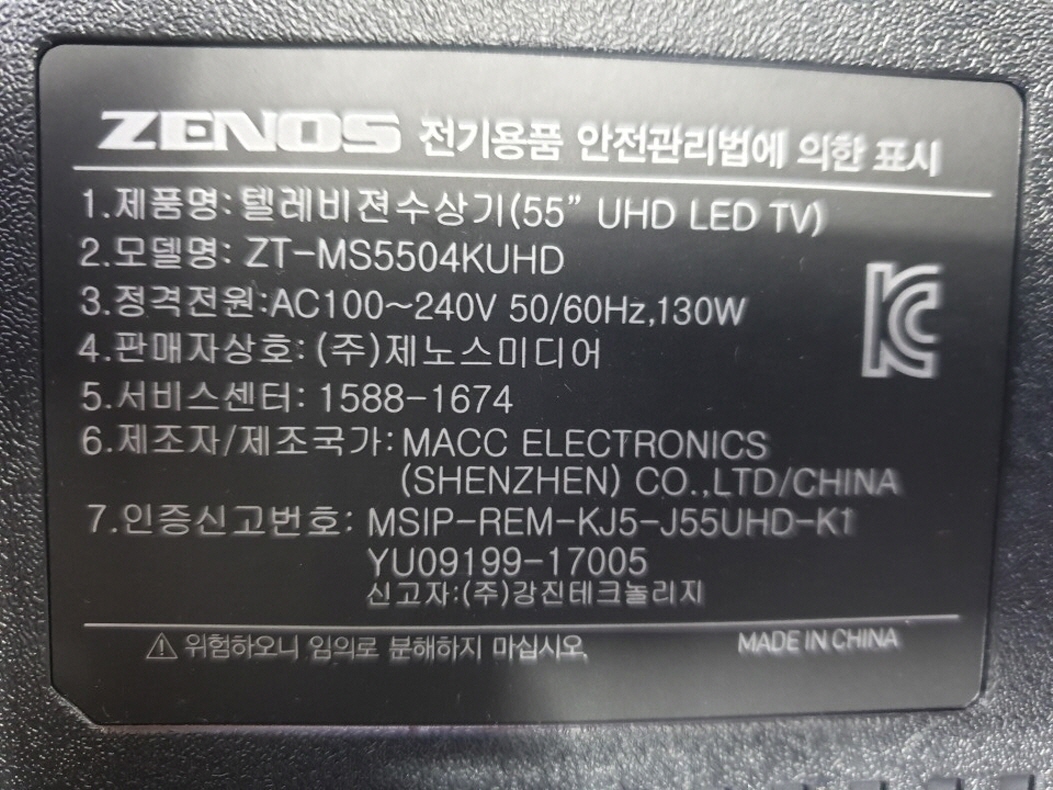 ZENOS 전기용품 안전관리법에 의한 표시
1.제품명: 텔레비젼수상기(55” UHD LED TV)
2.모델명: ZT-MS5504KUHD
3.정격전원:AC100~240V 50/60Hz,130W
4.판매자상호: (주)제노스미디어
5.서비스센터: 1588-1674
6.제조자/제조국가: MACC ELECTRONICS
(SHENZHEN) CO.,LTD/CHINA
7.인증신고번호: MSIP-REM-KJ5-J55UHD-K1
YU09199-17005
신고자:(주)강진테크놀리지
⚠ 위험하오니 임의로 분해하지 마십시오.
MADE IN CHINA